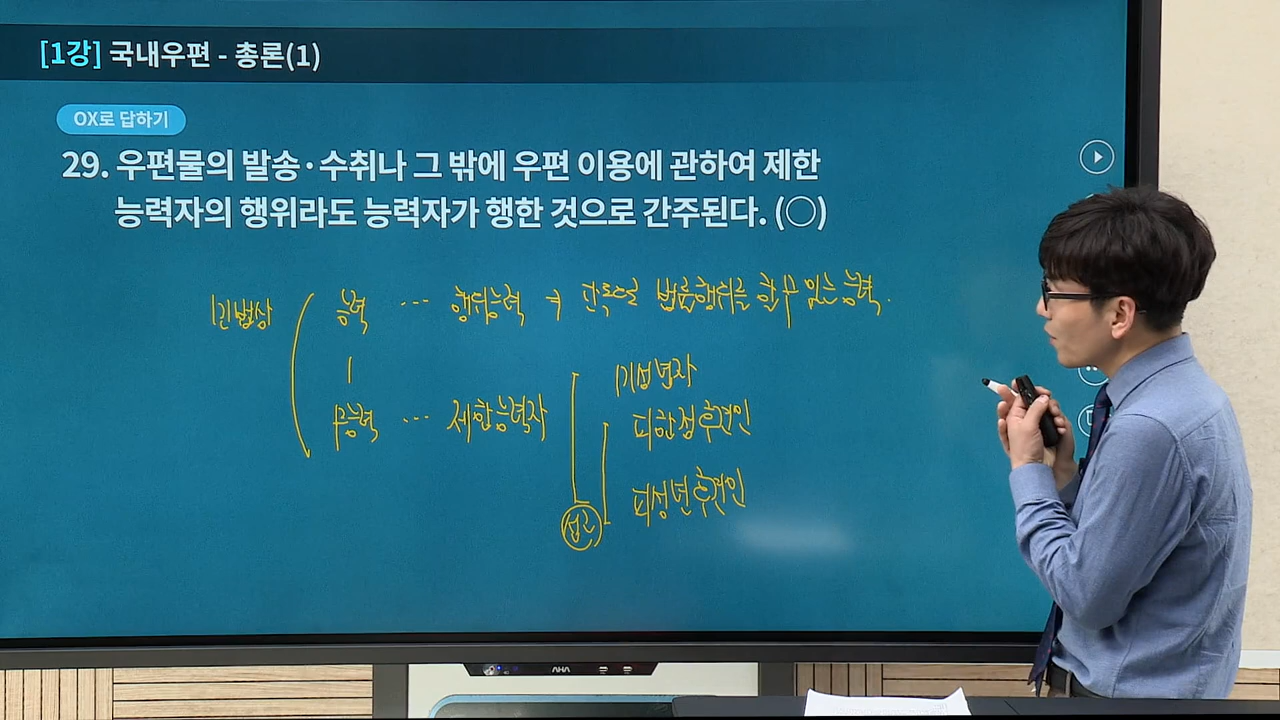 [1강] 국내우편 - 총론(1)
OX로 답하기
29. 우편물의 발송·수취나 그 밖에 우편 이용에 관하여 제한
능력자의 행위라도 능력자가 행한 것으로 간주된다. (○)
민법상 능력 … 행위능력 → 단독으로 법률행위를 할 수 있는 능력.
미성년자
무능력 … 제한능력자 피한정후견인
피성년후견인
AHA